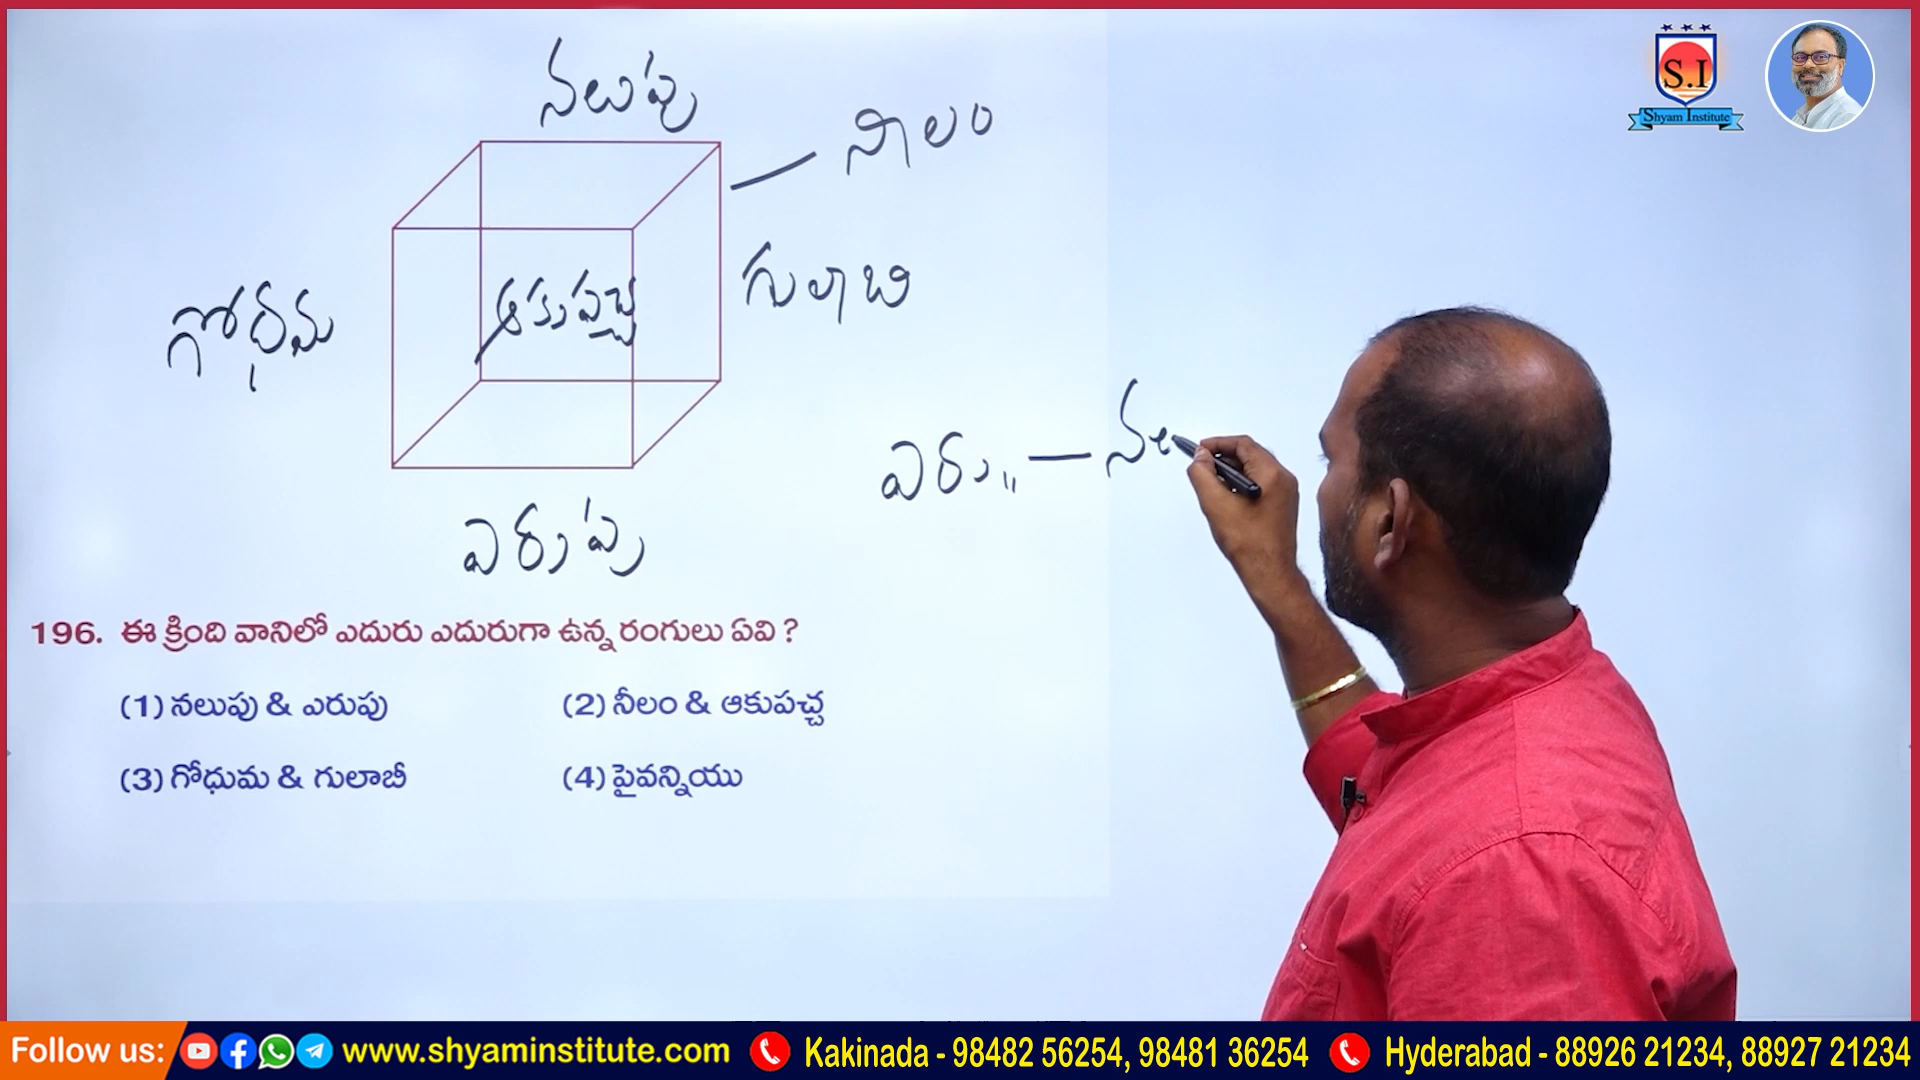 నలుపు
నీలం
ఆకుపచ్చ
గులాబి
గోధుమ
ఎరు,, — నల
ఎరుపు
196. ఈ క్రింది వానిలో ఎదురు ఎదురుగా ఉన్న రంగులు ఏవి ?
(1) నలుపు & ఎరుపు (2) నీలం & ఆకుపచ్చ
(3) గోధుమ & గులాబీ (4) పైవన్నియు
S.I
Shyam Institute
Follow us: www.shyaminstitute.com Kakinada - 98482 56254, 98481 36254 Hyderabad - 88926 21234, 88927 21234